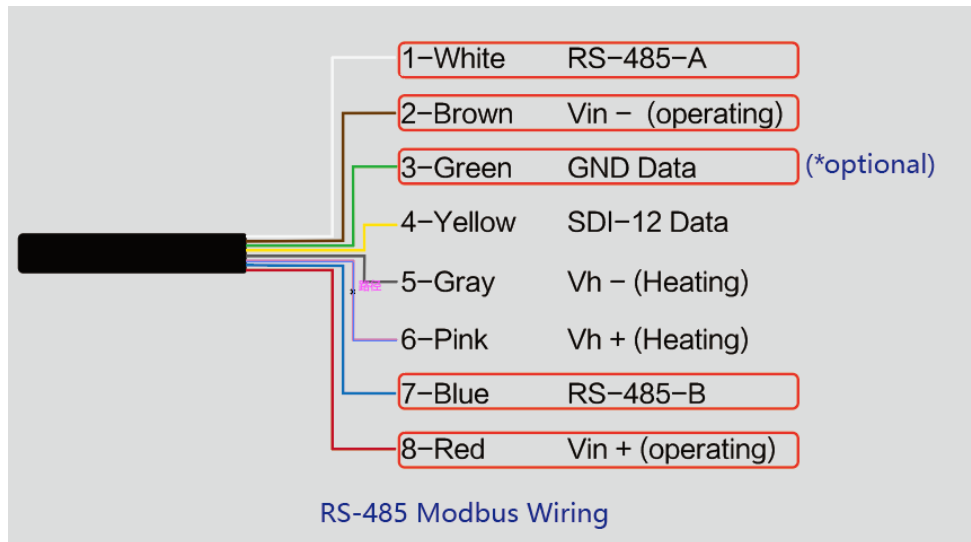 1-White RS-485-A
2-Brown Vin - (operating)
3-Green GND Data (*optional)
4-Yellow SDI-12 Data
路径 5-Gray Vh - (Heating)
6-Pink Vh + (Heating)
7-Blue RS-485-B
8-Red Vin + (operating)
RS-485 Modbus Wiring